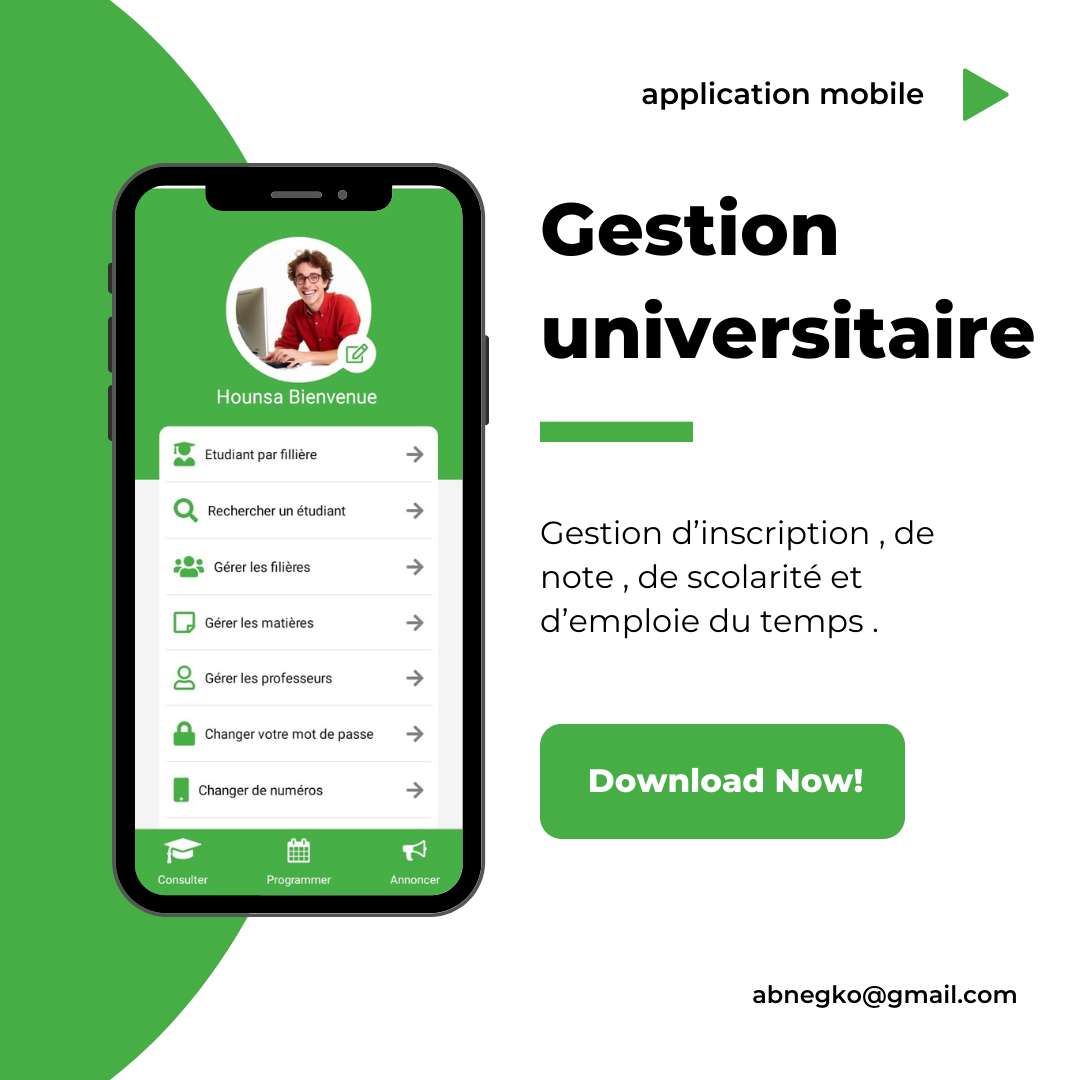 application mobile
Gestion
universitaire
Gestion d’inscription , de
note , de scolarité et
d’emploie du temps .
Download Now!
abnegko@gmail.com
Hounsa Bienvenue
Etudiant par fillière
Rechercher un étudiant
Gérer les filières
Gérer les matières
Gérer les professeurs
Changer votre mot de passe
Changer de numéros
Consulter
Programmer
Annoncer